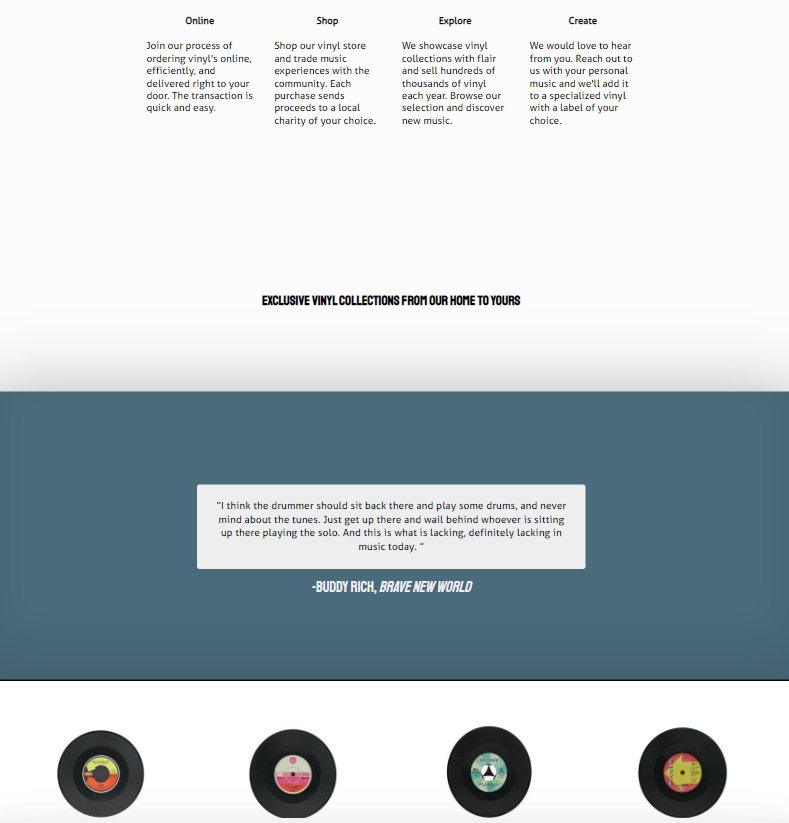 Online
Join our process of
ordering vinyl's online,
efficiently, and
delivered right to your
door. The transaction is
quick and easy.
Shop
Shop our vinyl store
and trade music
experiences with the
community. Each
purchase sends
proceeds to a local
charity of your choice.
Explore
We showcase vinyl
collections with flair
and sell hundreds of
thousands of vinyl
each year. Browse our
selection and discover
new music.
Create
We would love to hear
from you. Reach out to
us with your personal
music and we'll add it
to a specialized vinyl
with a label of your
choice.
EXCLUSIVE VINYL COLLECTIONS FROM OUR HOME TO YOURS
“I think the drummer should sit back there and play some drums, and never
mind about the tunes. Just get up there and wail behind whoever is sitting
up there playing the solo. And this is what is lacking, definitely lacking in
music today. ”
-BUDDY RICH, BRAVE NEW WORLD